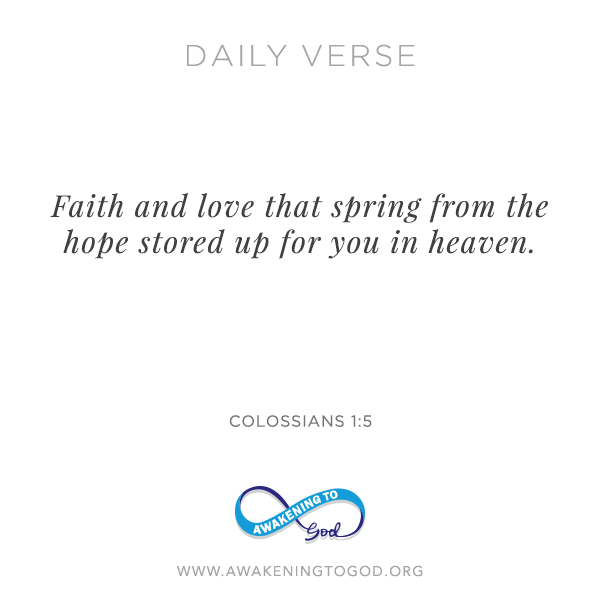 DAILY VERSE
Faith and love that spring from the
hope stored up for you in heaven.
COLOSSIANS 1:5
AWAKENING TO
God
WWW.AWAKENINGTOGOD.ORG